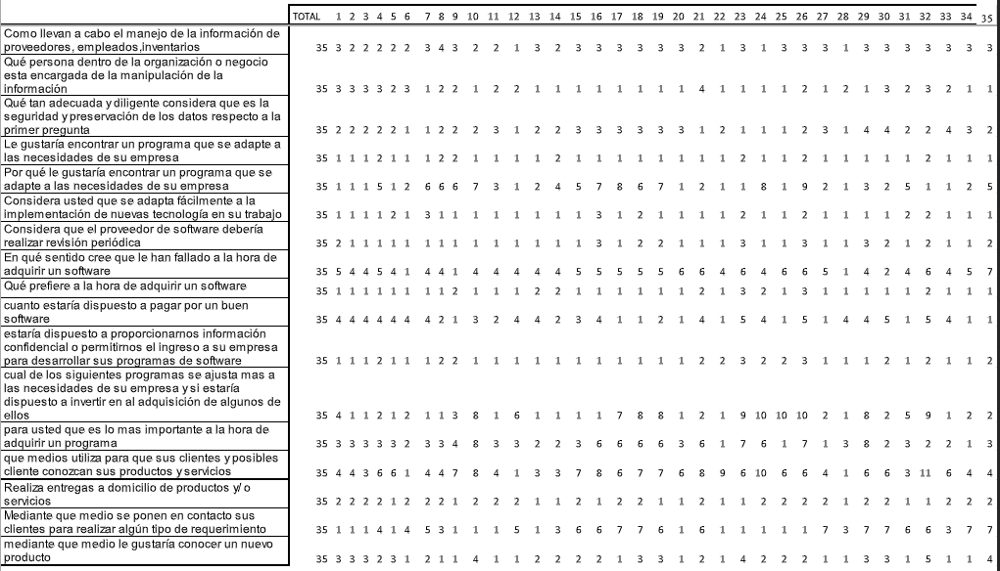 TOTAL 1 2 3 4 5 6 7 8 9 10 11 12 13 14 15 16 17 18 19 20 21 22 23 24 25 26 27 28 29 30 31 32 33 34 35
Como llevan a cabo el manejo de la información de
proveedores, empleados,inventarios 35 3 2 2 2 2 2 3 4 3 2 2 1 3 2 3 3 3 3 3 3 2 1 3 1 3 3 3 1 3 3 3 3 3 3 3
Qué persona dentro de la organización o negocio
esta encargada de la manipulación de la
información 35 3 3 3 3 2 3 1 2 2 1 2 2 1 1 1 1 1 1 1 1 4 1 1 1 1 2 1 2 1 3 2 3 2 1 1
Qué tan adecuada y diligente considera que es la
seguridad y preservación de los datos respecto a la
primer pregunta 35 2 2 2 2 2 1 1 2 2 2 3 1 2 2 3 3 3 3 3 3 1 2 1 1 1 2 3 1 4 4 2 2 4 3 2
Le gustaría encontrar un programa que se adapte a
las necesidades de su empresa 35 1 1 1 2 1 1 1 2 2 1 1 1 1 2 1 1 1 1 1 1 1 1 2 1 1 2 1 1 1 1 1 2 1 1 1
Por qué le gustaría encontrar un programa que se
adapte a las necesidades de su empresa 35 1 1 1 5 1 2 6 6 6 7 3 1 2 4 5 7 8 6 7 1 2 1 1 8 1 9 2 1 3 2 5 1 1 2 5
Considera usted que se adapta fácilmente a la
implementación de nuevas tecnología en su trabajo 35 1 1 1 1 2 1 3 1 1 1 1 1 1 1 1 3 1 2 1 1 1 1 2 1 1 2 1 1 1 1 2 2 1 1 1
Considera que el proveedor de software debería
realizar revisión periódica 35 2 1 1 1 1 1 1 1 1 1 1 1 1 1 1 3 1 2 2 1 1 1 3 1 1 3 1 1 3 2 1 2 1 1 2
En qué sentido cree que le han fallado a la hora de
adquirir un software 35 5 4 4 5 4 1 4 4 1 4 4 4 4 4 5 5 5 5 5 6 6 4 6 4 6 6 5 1 4 2 4 6 4 5 7
Qué prefiere a la hora de adquirir un software 35 1 1 1 1 1 1 1 1 2 1 1 1 2 2 1 1 1 1 1 1 2 1 3 2 1 3 1 1 1 1 1 2 1 1 1
cuanto estaría dispuesto a pagar por un buen
software 35 4 4 4 4 4 4 4 2 1 3 2 4 4 2 3 4 1 1 2 1 4 1 5 4 1 5 1 4 4 5 1 5 4 1 1
estaría dispuesto a proporcionarnos información
confidencial o permitirnos el ingreso a su empresa
para desarrollar sus programas de software 35 1 1 1 2 1 1 1 2 2 1 1 1 1 1 1 1 1 1 1 1 2 2 3 2 2 3 1 1 1 2 1 2 1 1 2
cual de los siguientes programas se ajusta mas a
las necesidades de su empresa y si estaría
dispuesto a invertir en al adquisición de algunos de
ellos 35 4 1 1 2 1 2 1 1 3 8 1 6 1 1 1 1 7 8 8 1 2 1 9 10 10 10 2 1 8 2 5 9 1 2 2
para usted que es lo mas importante a la hora de
adquirir un programa 35 3 3 3 3 3 2 3 3 4 8 3 3 2 2 3 6 6 6 6 3 6 1 7 6 1 7 1 3 8 2 3 2 2 1 3
que medios utiliza para que sus clientes y posibles
cliente conozcan sus productos y servicios 35 4 4 3 6 6 1 4 4 7 8 4 1 3 3 7 8 6 7 7 6 8 9 6 10 6 6 4 1 6 6 3 11 6 4 4
Realiza entregas a domicilio de productos y/ o
servicios 35 2 2 2 2 1 2 2 1 2 2 2 1 1 2 2 1 1 2 1 1 2 1 1 2 2 2 2 1 2 2 1 1 2 2 2
Mediante que medio se ponen en contacto sus
clientes para realizar algún tipo de requerimiento 35 1 1 1 4 1 4 5 3 1 1 1 5 1 3 6 6 7 7 6 1 6 1 1 1 1 1 7 3 7 7 6 6 3 7 7
mediante que medio le gustaría conocer un nuevo
producto 35 3 3 3 2 3 1 2 1 1 4 1 1 2 2 2 2 1 3 3 1 2 1 4 2 2 2 1 1 3 3 1 5 1 1 4